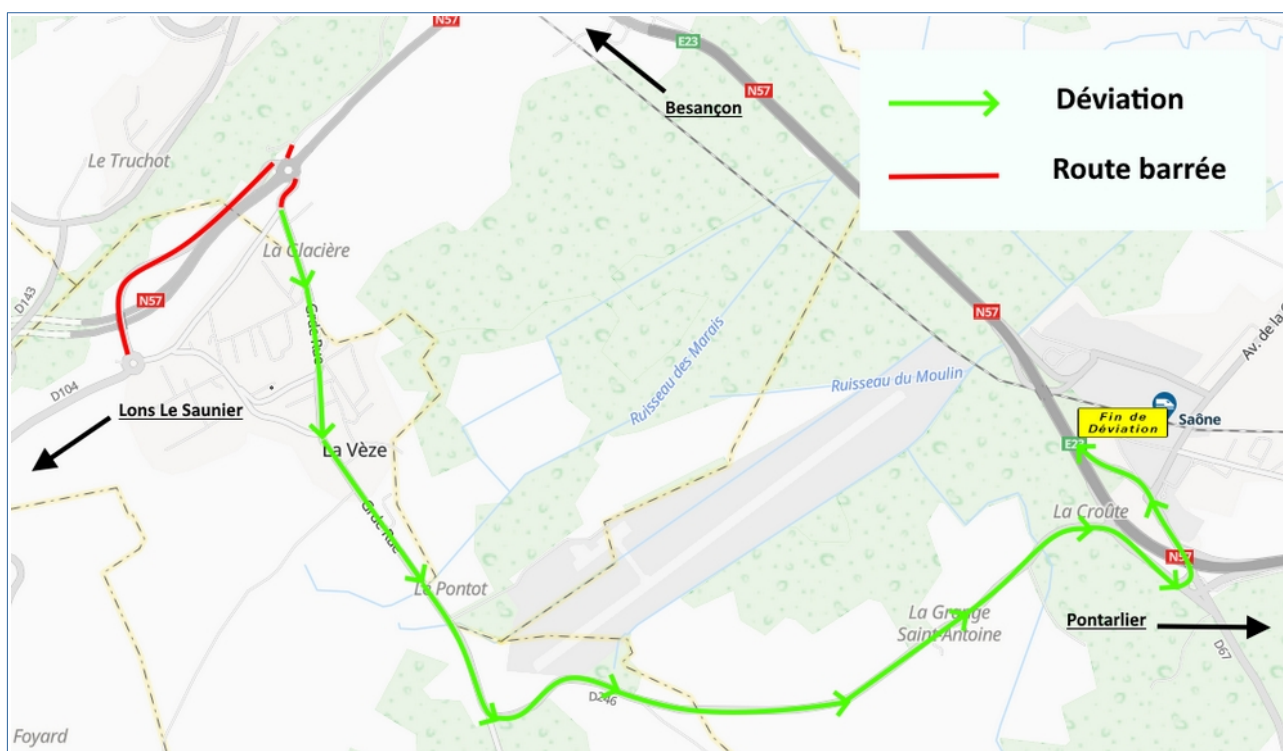 N57
E23
Besançon
N57
Déviation
Route barrée
Le Truchot
La Glacière
D143
N57
Grde Rue
Ruisseau des Marais
Ruisseau du Moulin
N57
D104
Lons Le Saunier
La Vèze
Grde Rue
Fin de
Déviation
Saône
E23
La Croûte
N57
Le Pontot
La Grange
Saint-Antoine
Pontarlier
D67
D246
Foyard